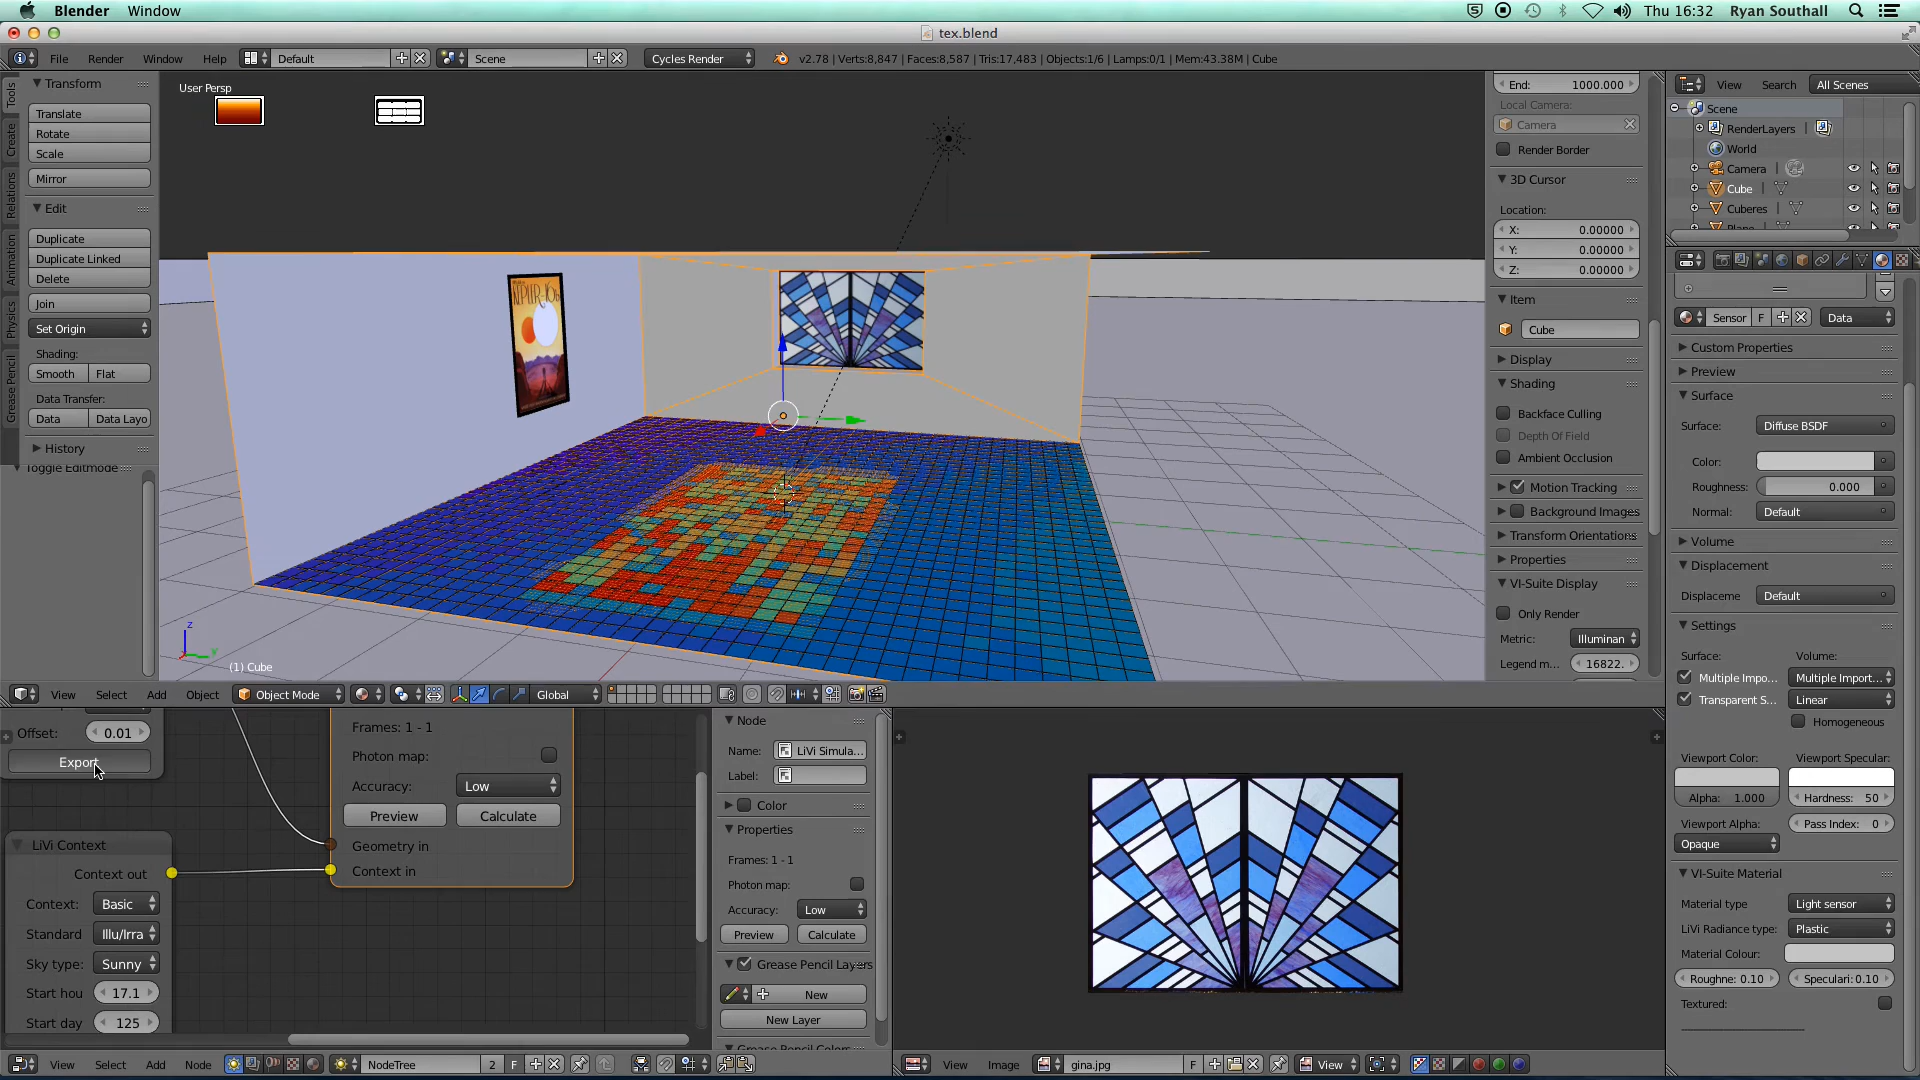 Blender Window Thu 16:32 Ryan Southall
tex.blend
File Render Window Help Default Scene Cycles Render v2.78 | Verts:8,847 | Faces:8,587 | Tris:17,483 | Objects:1/6 | Lamps:0/1 | Mem:43.38M | Cube
Tools
Create
Relations
Animation
Physics
Grease Pencil
Transform
Translate
Rotate
Scale
Mirror
Edit
Duplicate
Duplicate Linked
Delete
Join
Set Origin
Shading:
Smooth Flat
Data Transfer:
Data Data Layo
History
Toggle Editmode
User Persp
(1) Cube
z
y
End: 1000.000
Local Camera:
Camera
Render Border
3D Cursor
Location:
X: 0.00000
Y: 0.00000
Z: 0.00000
Item
Cube
Display
Shading
Backface Culling
Depth Of Field
Ambient Occlusion
Motion Tracking
Background Images
Transform Orientations
Properties
VI-Suite Display
Only Render
Metric: Illuminan
Legend m... 16822.
View Search All Scenes
Scene
RenderLayers
World
Camera
Cube
Cuberes
Sensor F Data
Custom Properties
Preview
Surface
Surface: Diffuse BSDF
Color:
Roughness: 0.000
Normal: Default
Volume
Displacement
Displaceme Default
Settings
Surface: Volume:
Multiple Impo... Multiple Import...
Transparent S... Linear
Homogeneous
Viewport Color: Viewport Specular:
Alpha: 1.000 Hardness: 50
Viewport Alpha: Pass Index: 0
Opaque
VI-Suite Material
Material type Light sensor
LiVi Radiance type: Plastic
Material Colour:
Roughne: 0.10 Speculari: 0.10
Textured:
View Select Add Object Object Mode Global
Offset: 0.01
Export
Frames: 1 - 1
Photon map:
Accuracy: Low
Preview Calculate
Geometry in
Context in
LiVi Context
Context out
Context: Basic
Standard Illu/Irra
Sky type: Sunny
Start hou 17.1
Start day 125
Node
Name: LiVi Simula...
Label:
Color
Properties
Frames: 1 - 1
Photon map:
Accuracy: Low
Preview Calculate
Grease Pencil Layers
New
New Layer
Grease Pencil Colors
View Select Add Node NodeTree 2 F
View Image gina.jpg F View